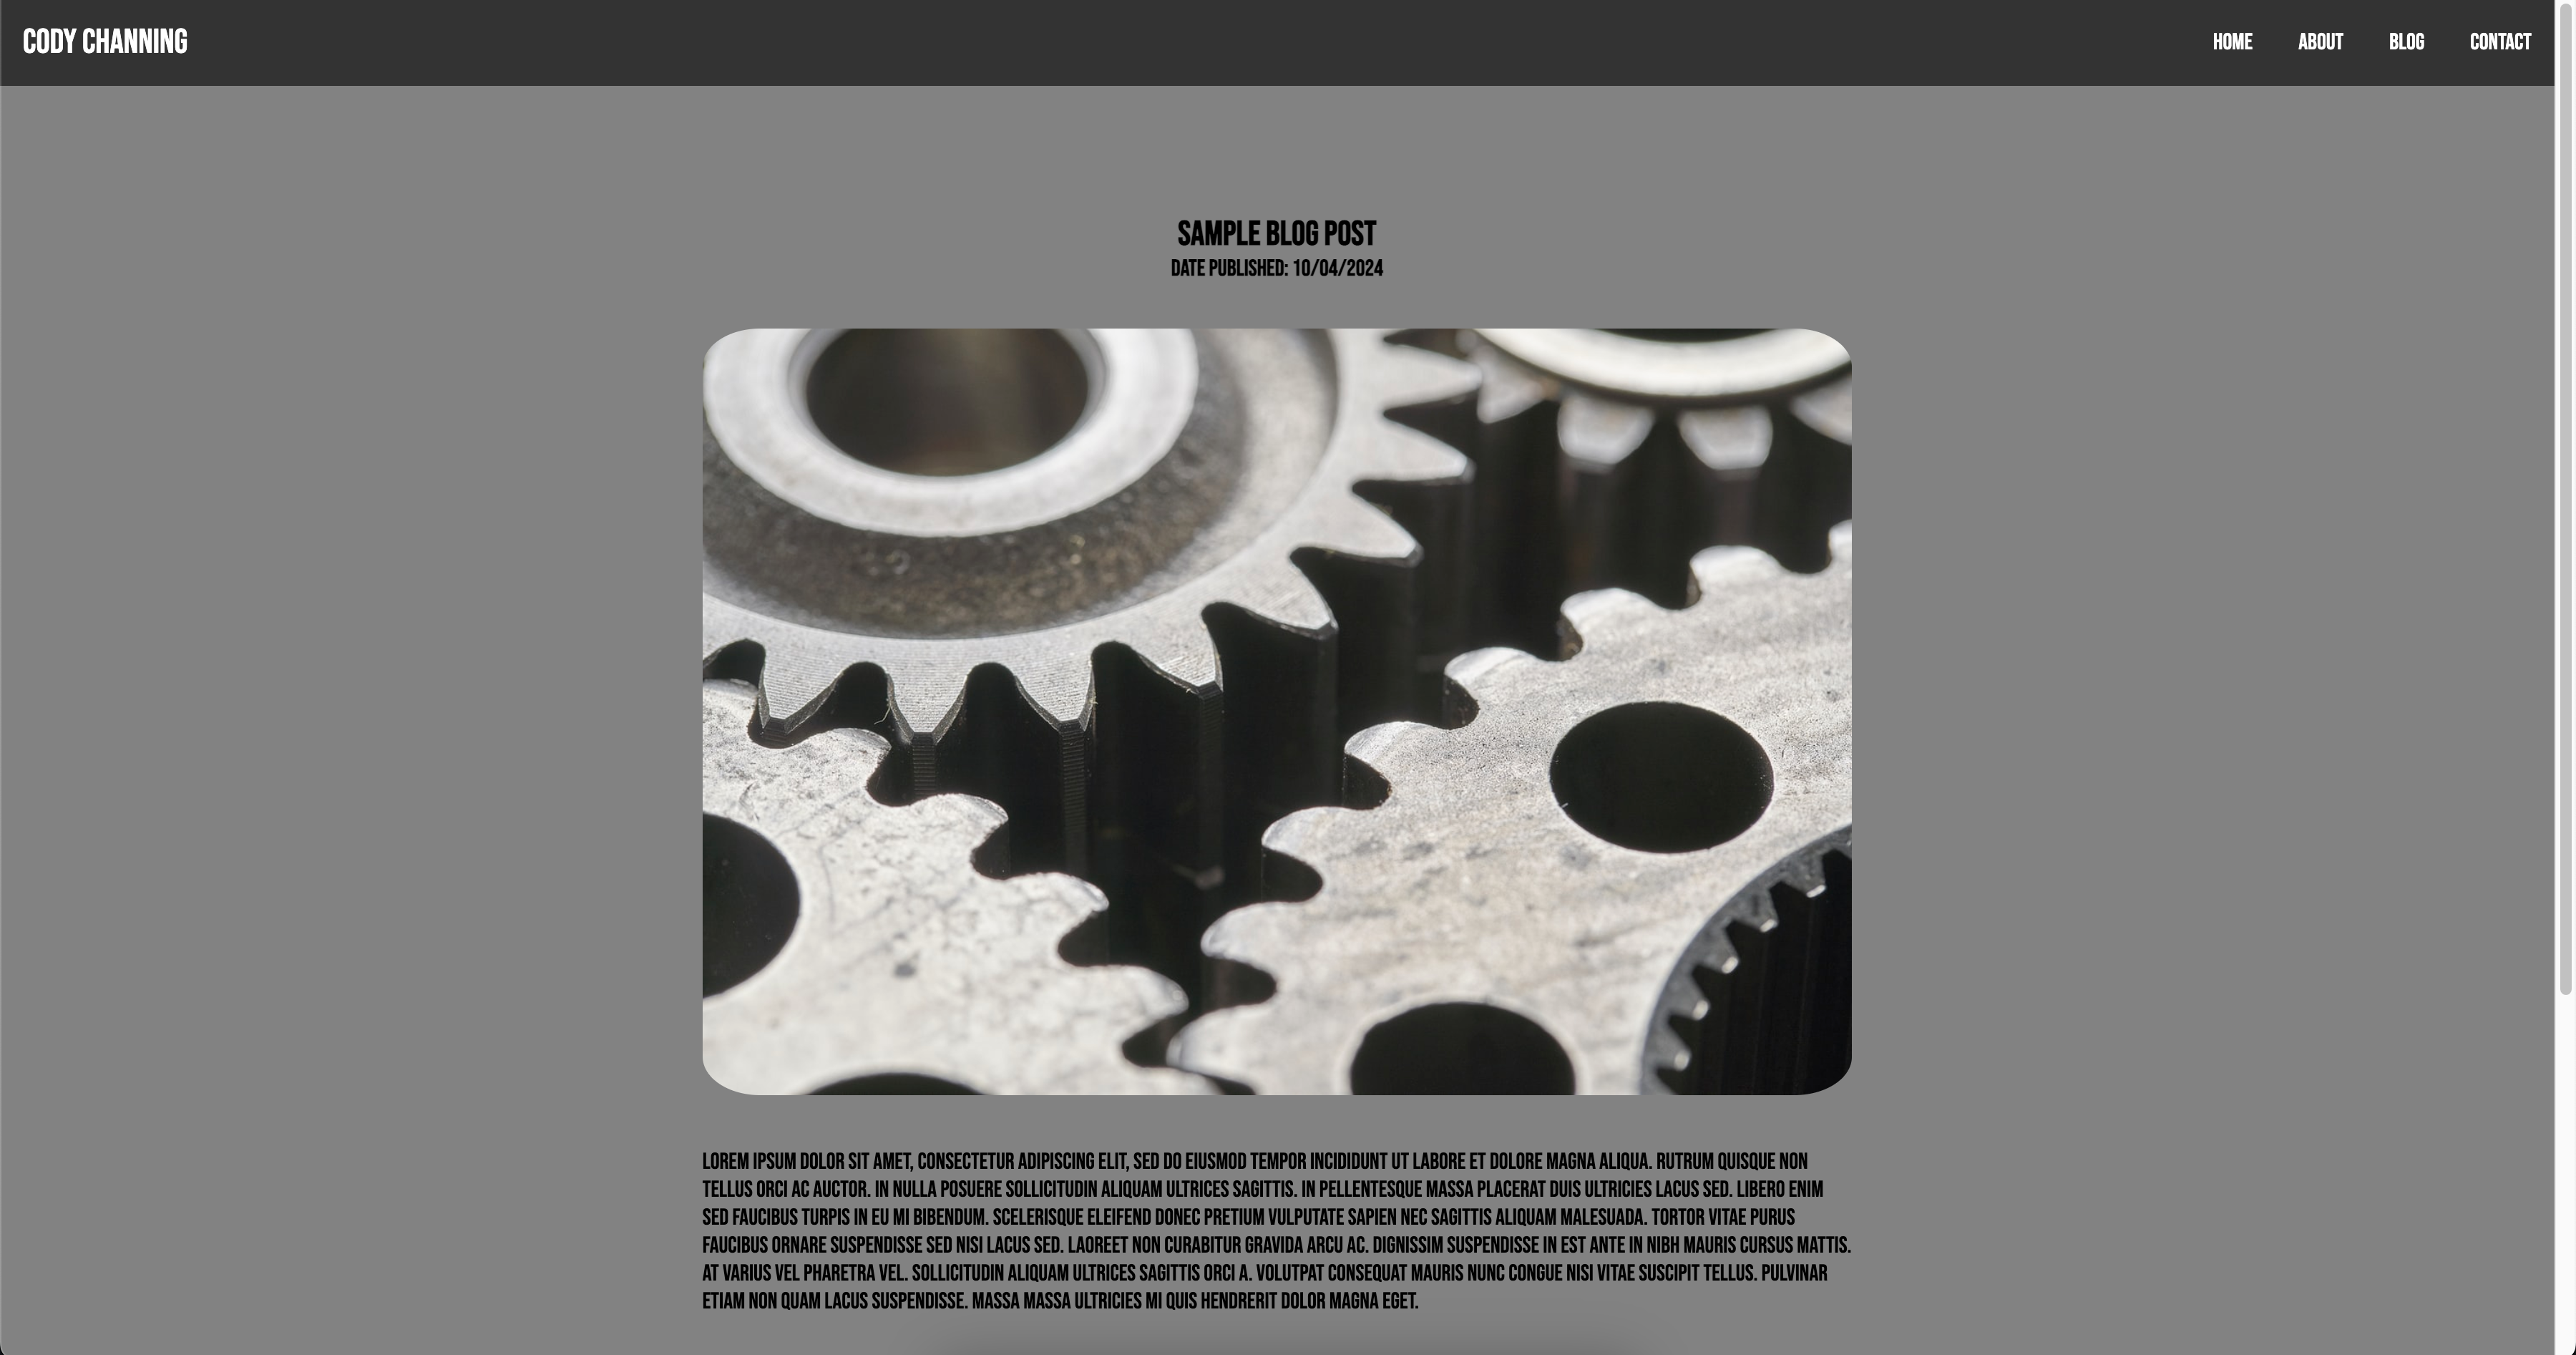 CODY CHANNING
HOME ABOUT BLOG CONTACT
SAMPLE BLOG POST
DATE PUBLISHED: 10/04/2024
LOREM IPSUM DOLOR SIT AMET, CONSECTETUR ADIPISCING ELIT, SED DO EIUSMOD TEMPOR INCIDIDUNT UT LABORE ET DOLORE MAGNA ALIQUA. RUTRUM QUISQUE NON
TELLUS ORCI AC AUCTOR. IN NULLA POSUERE SOLLICITUDIN ALIQUAM ULTRICES SAGITTIS. IN PELLENTESQUE MASSA PLACERAT DUIS ULTRICIES LACUS SED. LIBERO ENIM
SED FAUCIBUS TURPIS IN EU MI BIBENDUM. SCELERISQUE ELEIFEND DONEC PRETIUM VULPUTATE SAPIEN NEC SAGITTIS ALIQUAM MALESUADA. TORTOR VITAE PURUS
FAUCIBUS ORNARE SUSPENDISSE SED NISI LACUS SED. LAOREET NON CURABITUR GRAVIDA ARCU AC. DIGNISSIM SUSPENDISSE IN EST ANTE IN NIBH MAURIS CURSUS MATTIS.
AT VARIUS VEL PHARETRA VEL. SOLLICITUDIN ALIQUAM ULTRICES SAGITTIS ORCI A. VOLUTPAT CONSEQUAT MAURIS NUNC CONGUE NISI VITAE SUSCIPIT TELLUS. PULVINAR
ETIAM NON QUAM LACUS SUSPENDISSE. MASSA MASSA ULTRICIES MI QUIS HENDRERIT DOLOR MAGNA EGET.